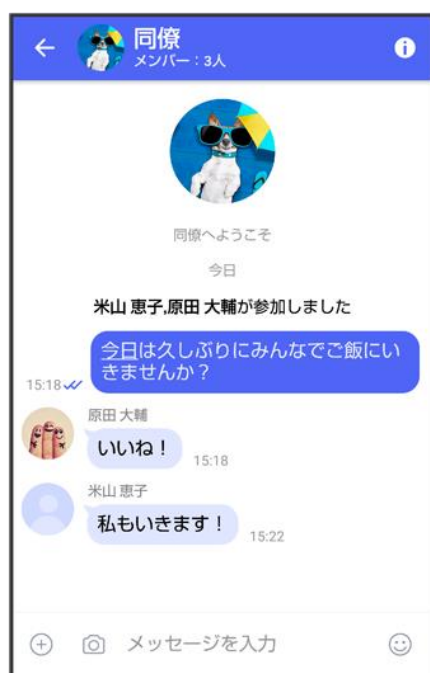 同僚
メンバー：3人
同僚へようこそ
今日
米山 恵子,原田 大輔が参加しました
今日は久しぶりにみんなでご飯にい
きませんか？
15:18
原田 大輔
いいね！
15:18
米山 恵子
私もいきます！
15:22
メッセージを入力